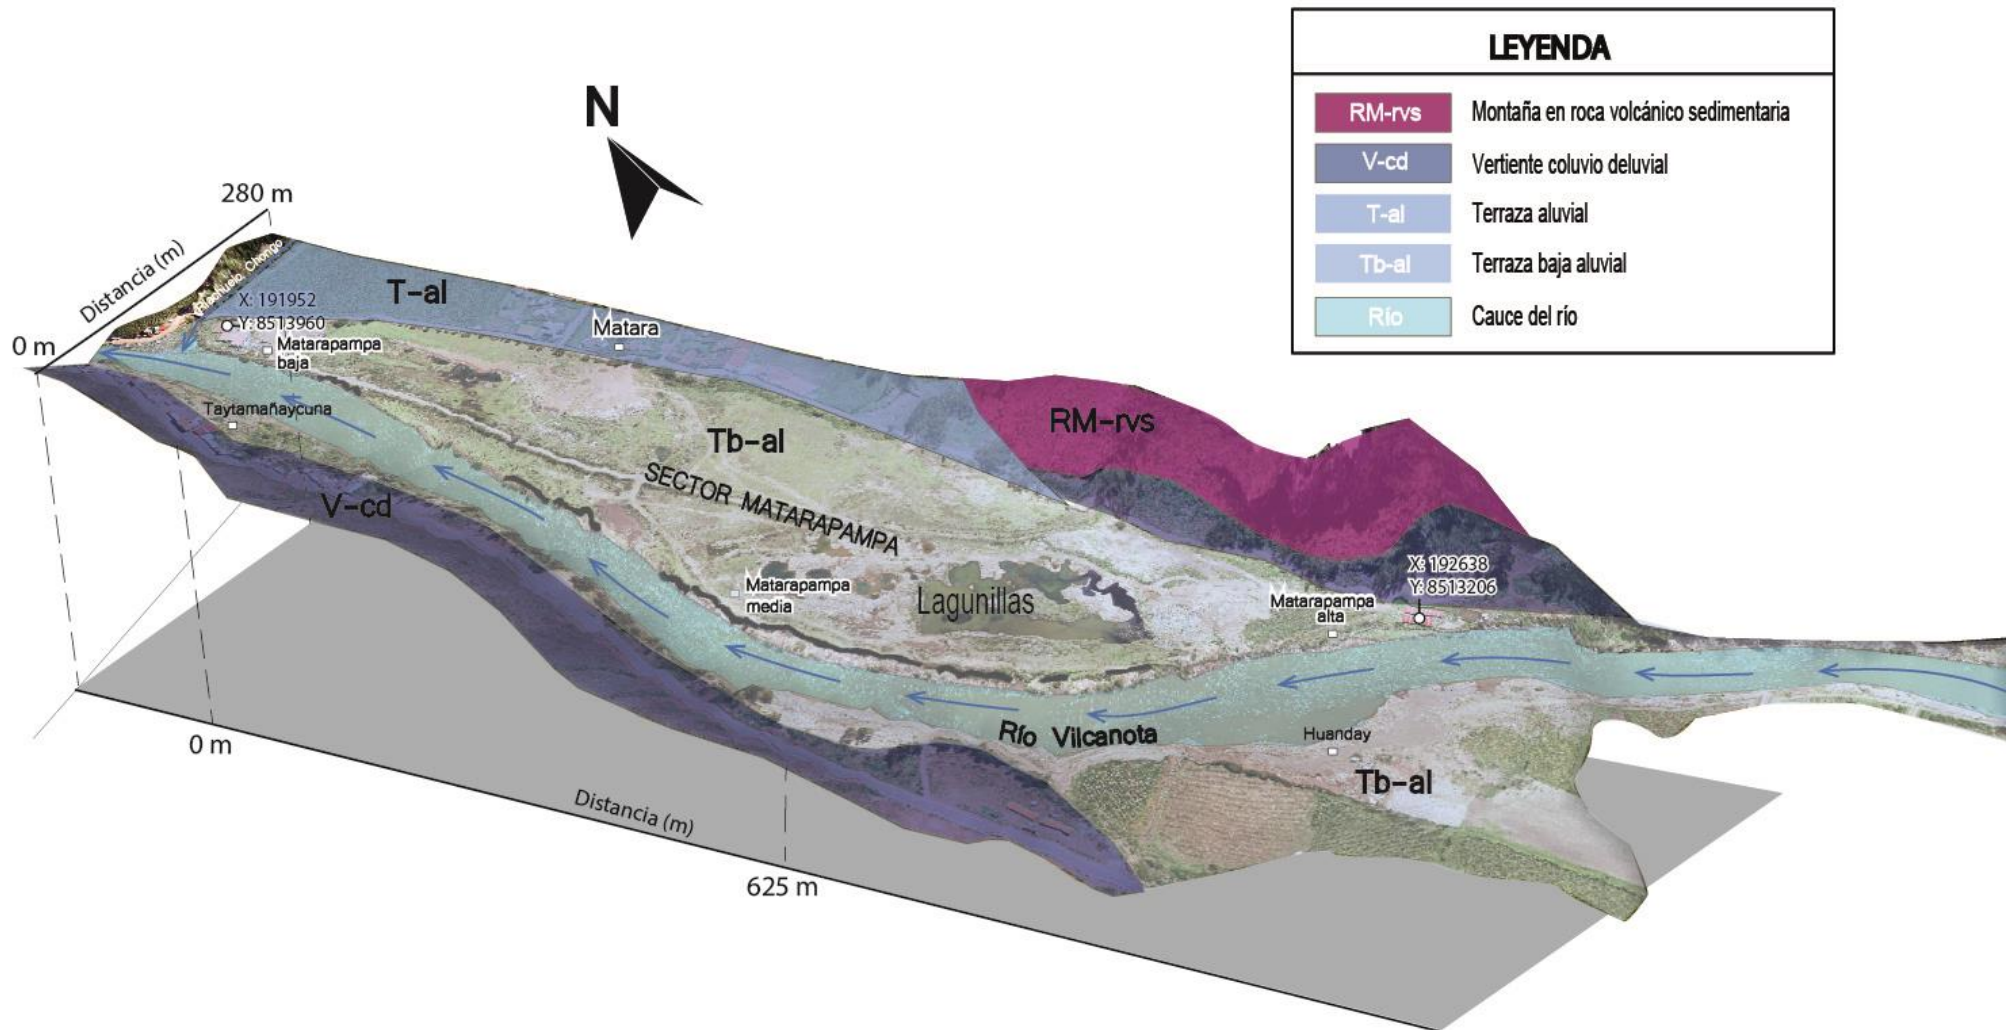 LEYENDA
RM-rvs Montaña en roca volcánico sedimentaria
V-cd Vertiente coluvio deluvial
T-al Terraza aluvial
Tb-al Terraza baja aluvial
Río Cauce del río
N
280 m
Distancia (m)
0 m
Riachuelo Chongo
X: 191952
Y: 8513960
Matarapampa
baja
T-al
Matara
Taytamañaycuna
V-cd
Tb-al
SECTOR MATARAPAMPA
RM-rvs
Matarapampa
media
Lagunillas
Matarapampa
alta
X: 192638
Y: 8513206
Río Vilcanota
Huanday
Tb-al
0 m
Distancia (m)
625 m